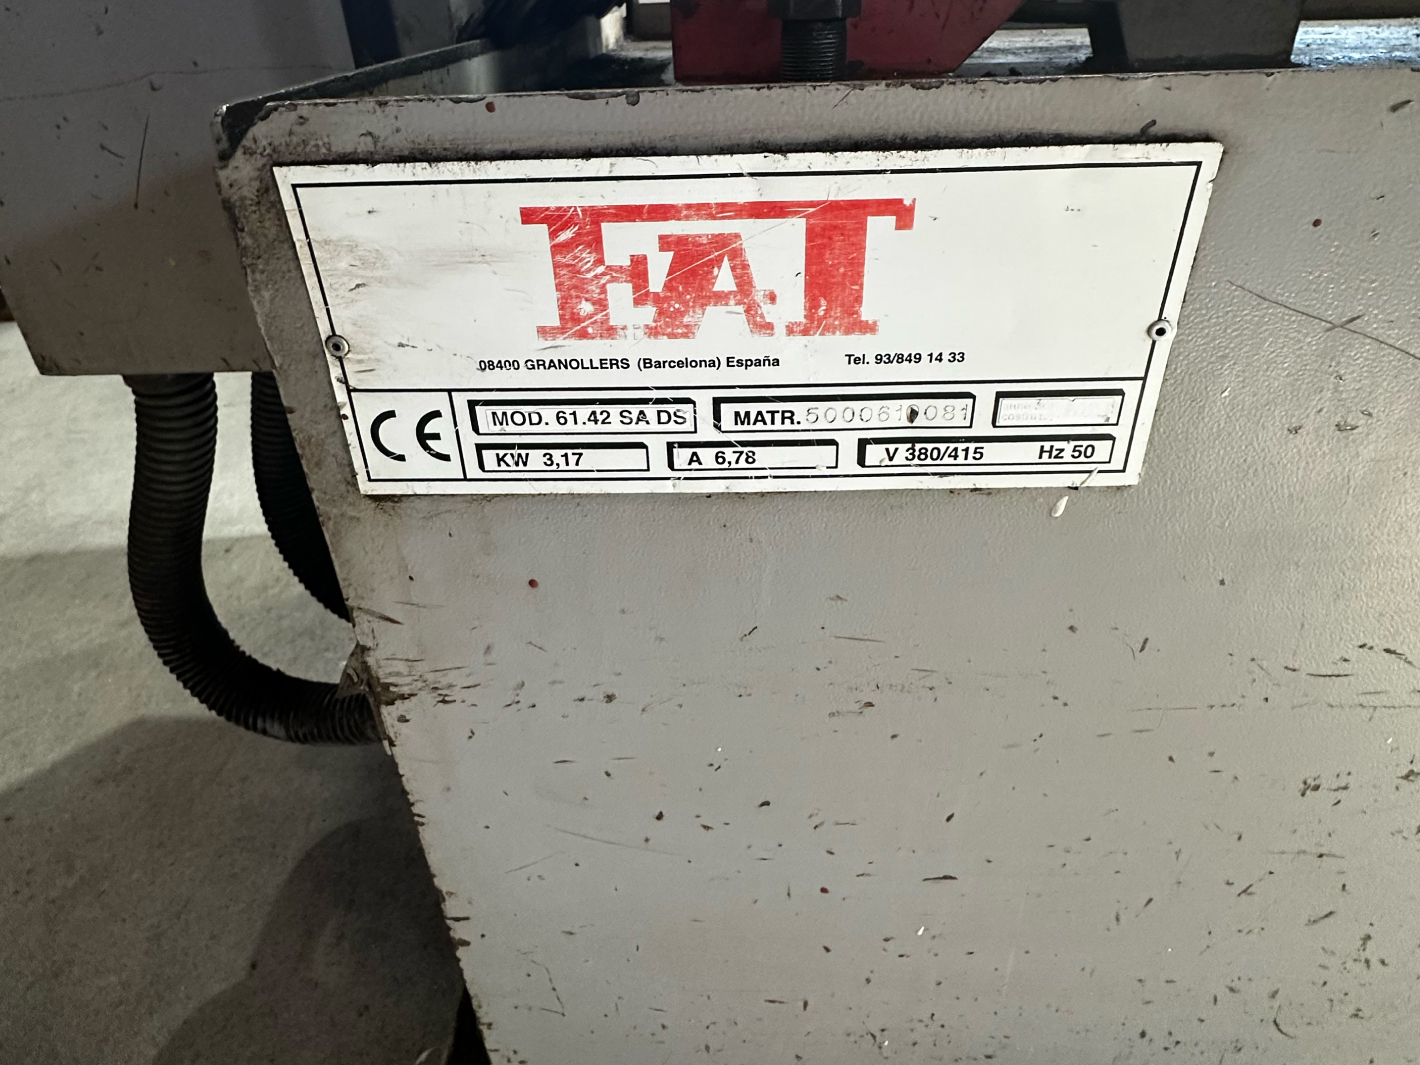 FAT
08400 GRANOLLERS (Barcelona) España Tel. 93/849 14 33
CE MOD. 61.42 SA DS MATR.
KW 3,17 A 6,78 V 380/415 Hz 50